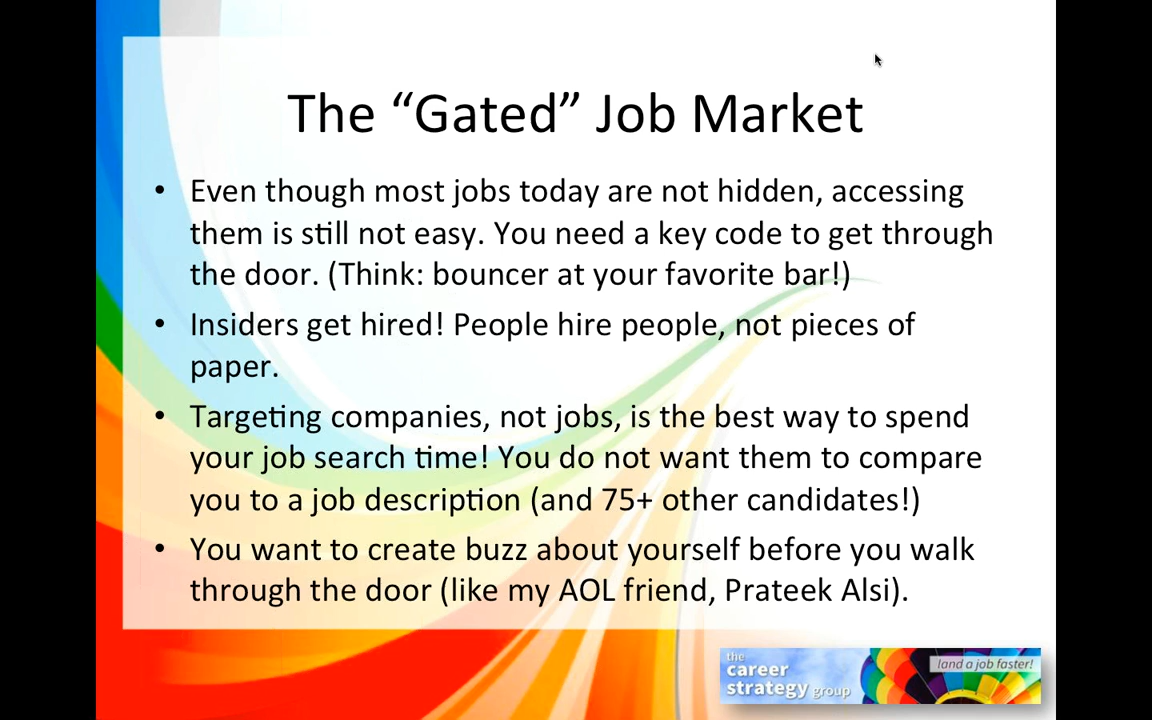 The “Gated” Job Market
• Even though most jobs today are not hidden, accessing
them is still not easy. You need a key code to get through
the door. (Think: bouncer at your favorite bar!)
• Insiders get hired! People hire people, not pieces of
paper.
• Targeting companies, not jobs, is the best way to spend
your job search time! You do not want them to compare
you to a job description (and 75+ other candidates!)
• You want to create buzz about yourself before you walk
through the door (like my AOL friend, Prateek Alsi).
the
career
strategy group
land a job faster!